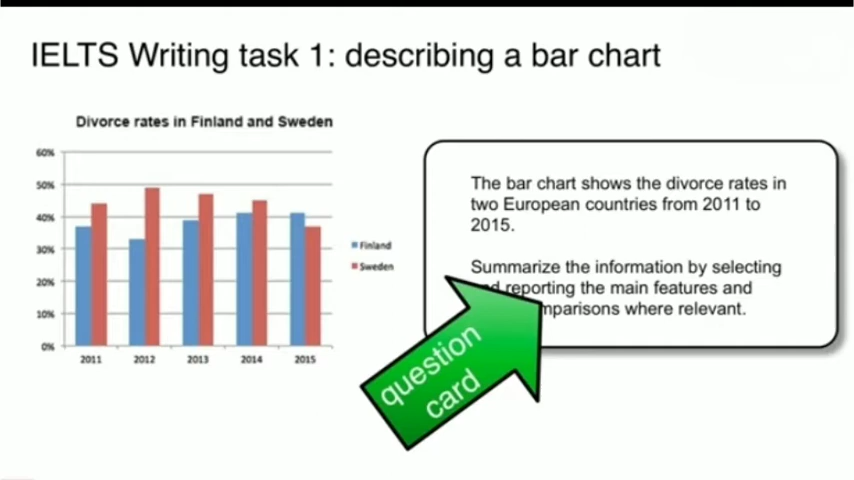 IELTS Writing task 1: describing a bar chart
Divorce rates in Finland and Sweden
60%
50%
40%
30%
20%
10%
0%
2011 2012 2013 2014 2015
Finland
Sweden
The bar chart shows the divorce rates in
two European countries from 2011 to
2015.
Summarize the information by selecting
reporting the main features and
comparisons where relevant.
question
card